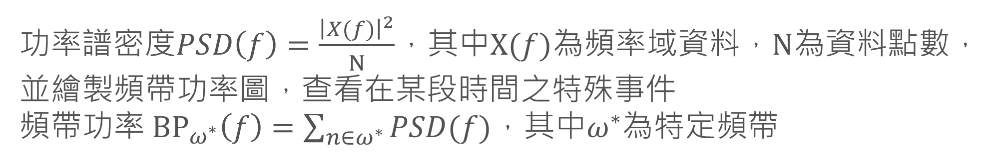 功率譜密度PSD(f) = |X(f)|²/N，其中X(f)為頻率域資料，N為資料點數，
並繪製頻帶功率圖，查看在某段時間之特殊事件
頻帶功率 BP_ω*(f) = ∑_{n∈ω*} PSD(f)，其中ω*為特定頻帶